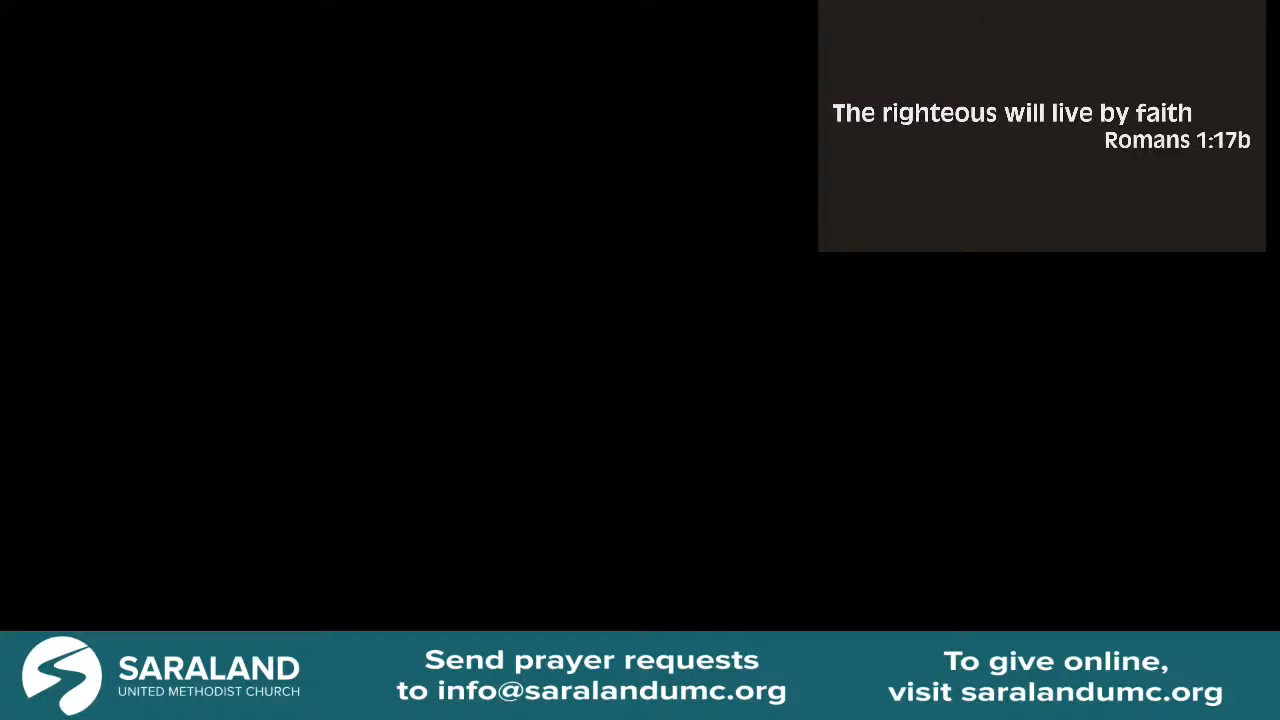 The righteous will live by faith
Romans 1:17b
SARALAND
UNITED METHODIST CHURCH
Send prayer requests
to info@saralandumc.org
To give online,
visit saralandumc.org